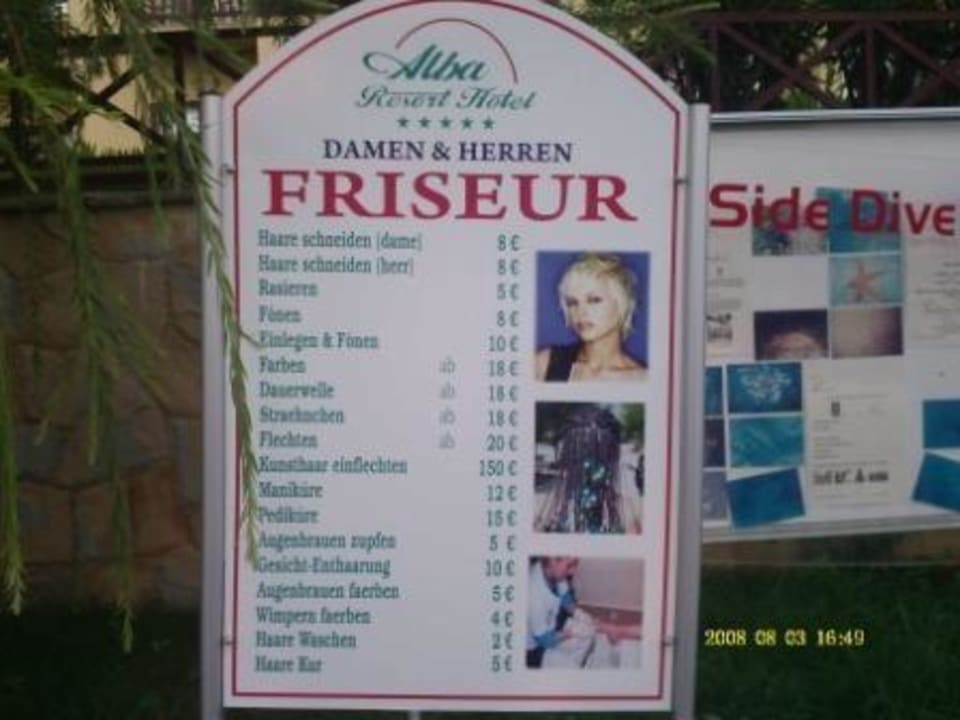 Alba
Resort Hotel
★★★★★
DAMEN & HERREN
FRISEUR
Haare schneiden (dame) 8 €
Haare schneiden (herr) 8 €
Rasieren 5 €
Fönen 8 €
Einlegen & Fönen 10 €
Farben ab 18 €
Dauerwelle ab 18 €
Straehnchen ab 18 €
Flechten ab 20 €
Kunsthaar einflechten 150 €
Maniküre 12 €
Pediküre 15 €
Augenbrauen zupfen 5 €
Gesicht-Enthaarung 10 €
Augenbrauen faerben 5 €
Wimpern faerben 4 €
Haare Waschen 2 €
Haare Kur 5 €
Side Dive
2008 08 03 16:49